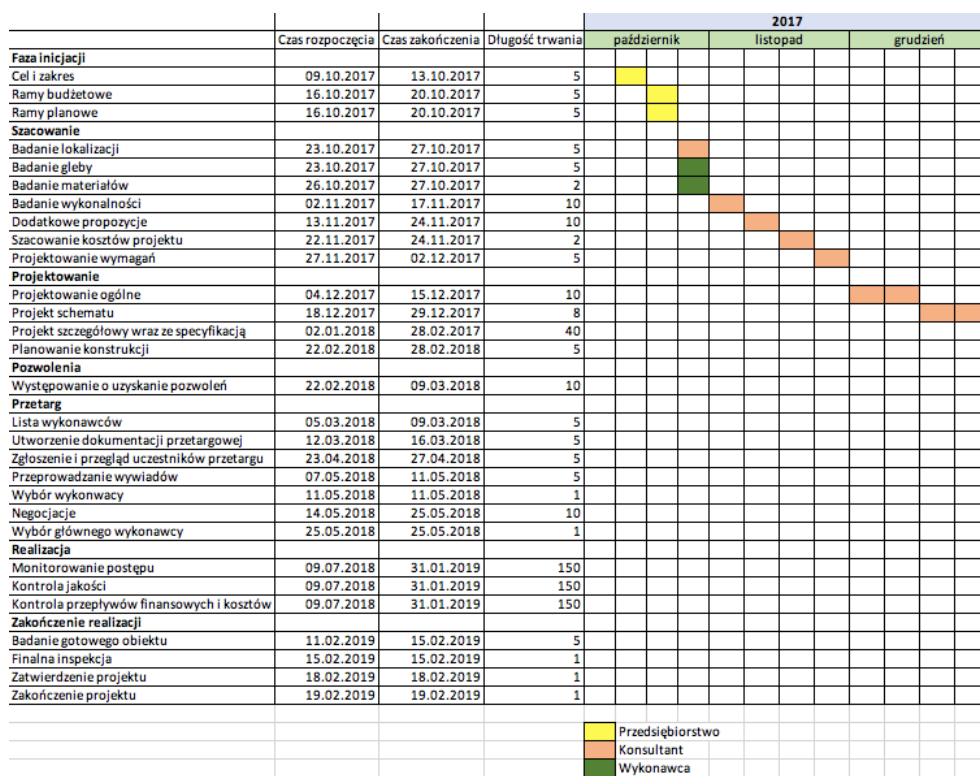 2017
Czas rozpoczęcia Czas zakończenia Długość trwania październik listopad grudzień
Faza inicjacji
Cel i zakres 09.10.2017 13.10.2017 5
Ramy budżetowe 16.10.2017 20.10.2017 5
Ramy planowe 16.10.2017 20.10.2017 5
Szacowanie
Badanie lokalizacji 23.10.2017 27.10.2017 5
Badanie gleby 23.10.2017 27.10.2017 5
Badanie materiałów 26.10.2017 27.10.2017 2
Badanie wykonalności 02.11.2017 17.11.2017 10
Dodatkowe propozycje 13.11.2017 24.11.2017 10
Szacowanie kosztów projektu 22.11.2017 24.11.2017 2
Projektowanie wymagań 27.11.2017 02.12.2017 5
Projektowanie
Projektowanie ogólne 04.12.2017 15.12.2017 10
Projekt schematu 18.12.2017 29.12.2017 8
Projekt szczegółowy wraz ze specyfikacją 02.01.2018 28.02.2017 40
Planowanie konstrukcji 22.02.2018 28.02.2018 5
Pozwolenia
Występowanie o uzyskanie pozwoleń 22.02.2018 09.03.2018 10
Przetarg
Lista wykonawców 05.03.2018 09.03.2018 5
Utworzenie dokumentacji przetargowej 12.03.2018 16.03.2018 5
Zgłoszenie i przegląd uczestników przetargu 23.04.2018 27.04.2018 5
Przeprowadzanie wywiadów 07.05.2018 11.05.2018 5
Wybór wykonwacy 11.05.2018 11.05.2018 1
Negocjacje 14.05.2018 25.05.2018 10
Wybór głównego wykonawcy 25.05.2018 25.05.2018 1
Realizacja
Monitorowanie postępu 09.07.2018 31.01.2019 150
Kontrola jakości 09.07.2018 31.01.2019 150
Kontrola przepływów finansowych i kosztów 09.07.2018 31.01.2019 150
Zakończenie realizacji
Badanie gotowego obiektu 11.02.2019 15.02.2019 5
Finalna inspekcja 15.02.2019 15.02.2019 1
Zatwierdzenie projektu 18.02.2019 18.02.2019 1
Zakończenie projektu 19.02.2019 19.02.2019 1
Przedsiębiorstwo
Konsultant
Wykonawca